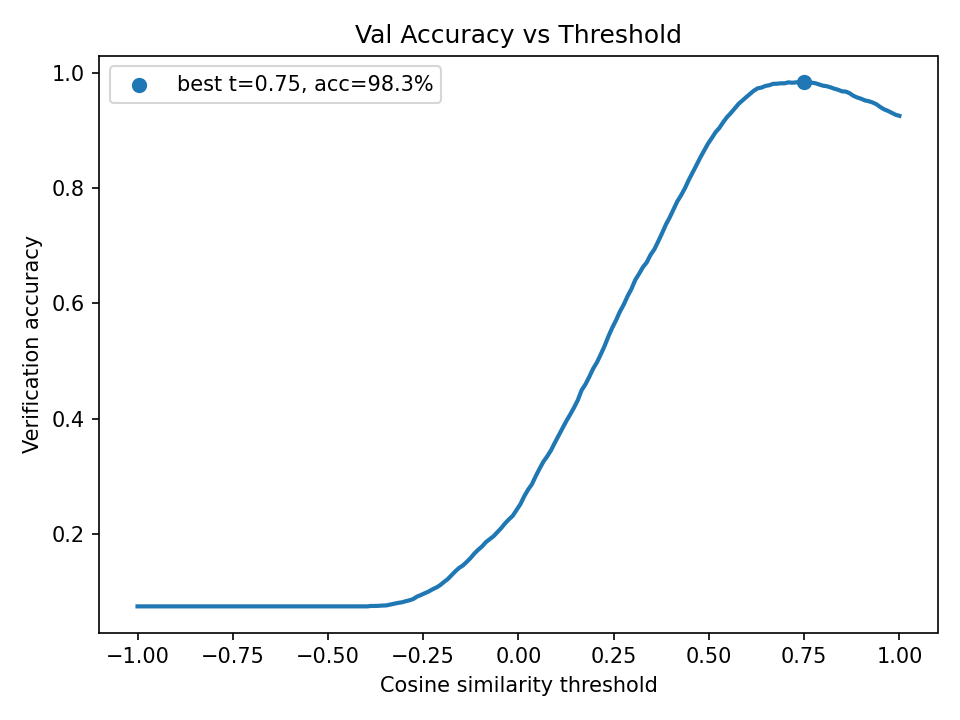 Val Accuracy vs Threshold
best t=0.75, acc=98.3%
Verification accuracy
1.0
0.8
0.6
0.4
0.2
−1.00 −0.75 −0.50 −0.25 0.00 0.25 0.50 0.75 1.00
Cosine similarity threshold